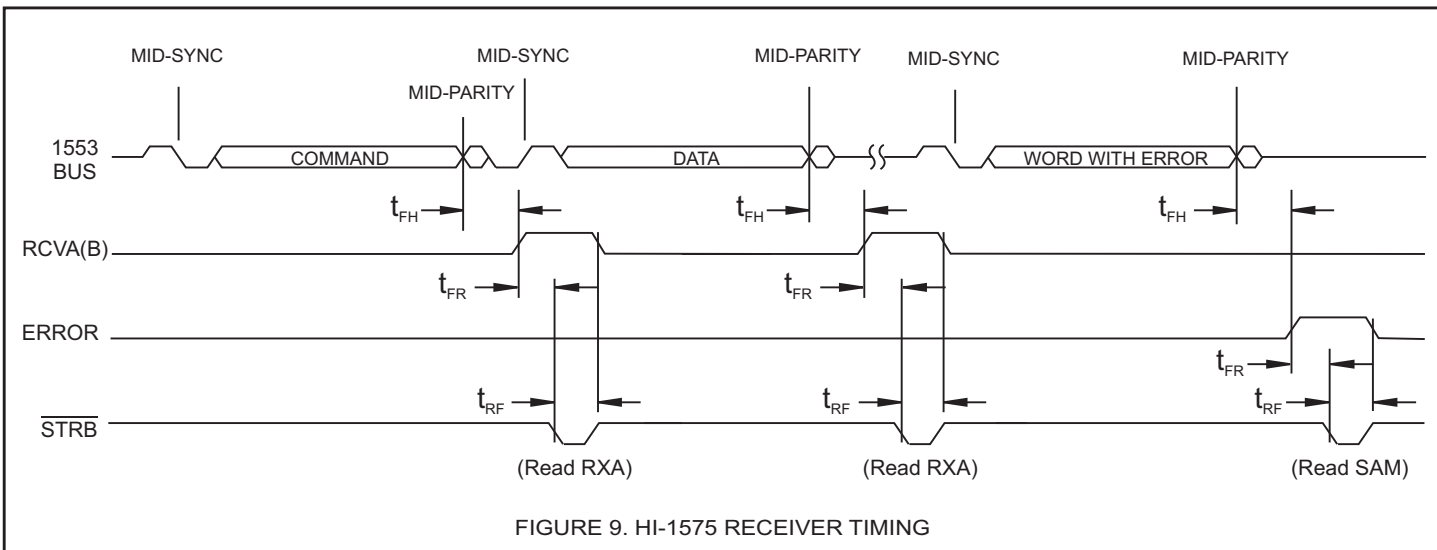 MID-SYNC MID-SYNC MID-PARITY MID-SYNC MID-PARITY
MID-PARITY
1553
BUS
COMMAND DATA WORD WITH ERROR
tFH tFH tFH
RCVA(B)
tFR tFR
ERROR
tFR
tRF tRF tRF
STRB
(Read RXA) (Read RXA) (Read SAM)
FIGURE 9. HI-1575 RECEIVER TIMING